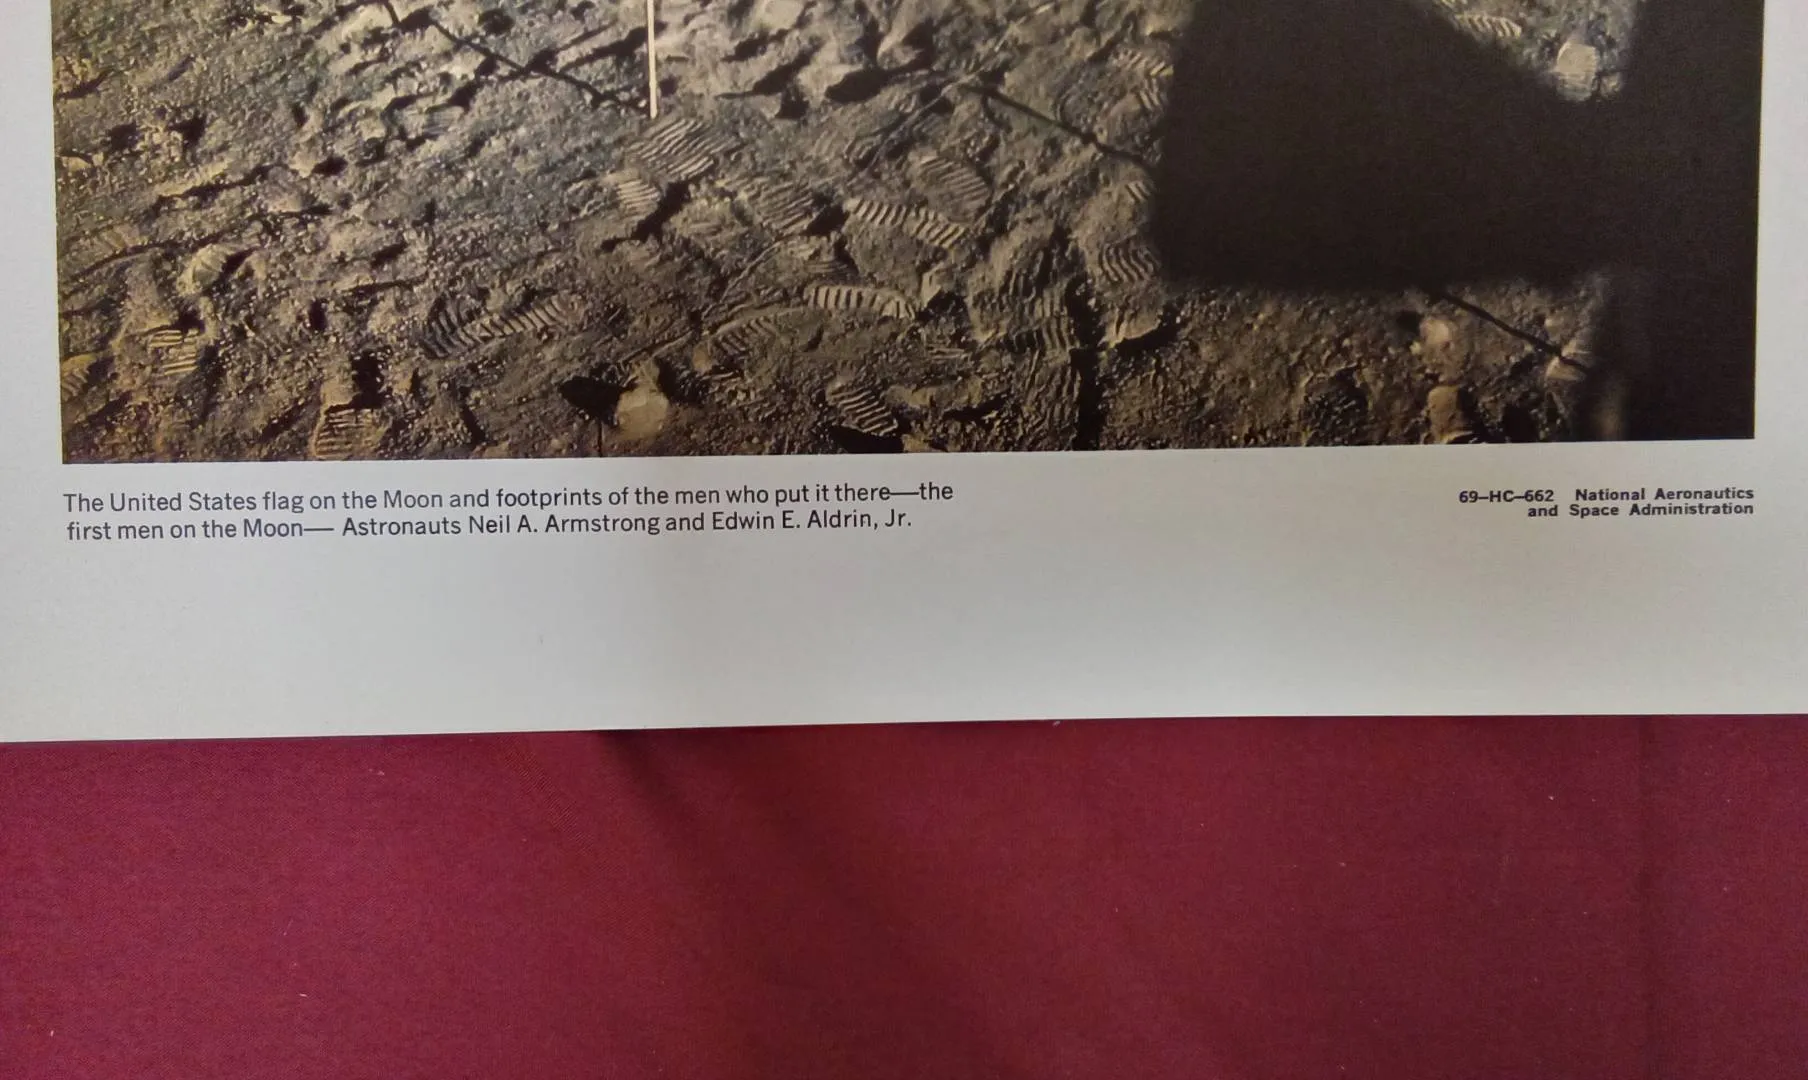 The United States flag on the Moon and footprints of the men who put it there—the
first men on the Moon— Astronauts Neil A. Armstrong and Edwin E. Aldrin, Jr.
69–HC–662 National Aeronautics
and Space Administration